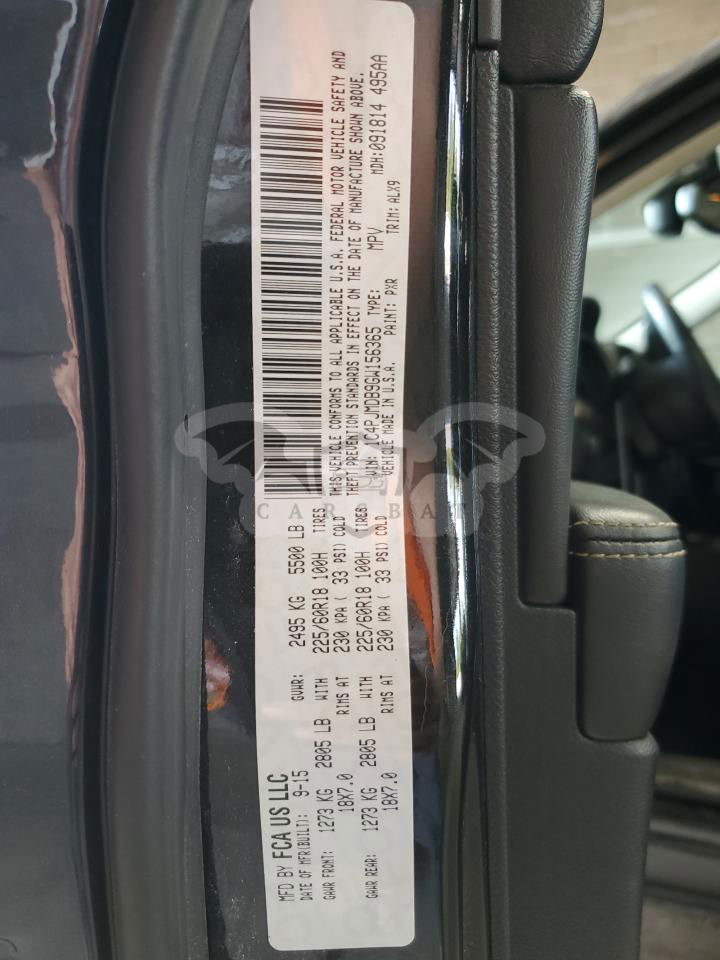 MFD BY FCA US LLC
DATE OF MFR(BUILT): 9-15 GVWR: 2495 KG 5500 LB
GAWR FRONT: 1273 KG 2805 LB WITH 225/60R18 100H TIRES
18X7.0 RIMS AT 230 KPA ( 33 PSI) COLD
GAWR REAR: 1273 KG 2805 LB WITH 225/60R18 100H TIRES
18X7.0 RIMS AT 230 KPA ( 33 PSI) COLD
THIS VEHICLE CONFORMS TO ALL APPLICABLE U.S.A. FEDERAL MOTOR VEHICLE SAFETY AND
THEFT PREVENTION STANDARDS IN EFFECT ON THE DATE OF MANUFACTURE SHOWN ABOVE.
VIN: 1C4PJMDB9GW156365 TYPE: MPV MDH:091814 495AA
VEHICLE MADE IN U.S.A. PAINT: PXR TRIM: ALX9
CARCBAT